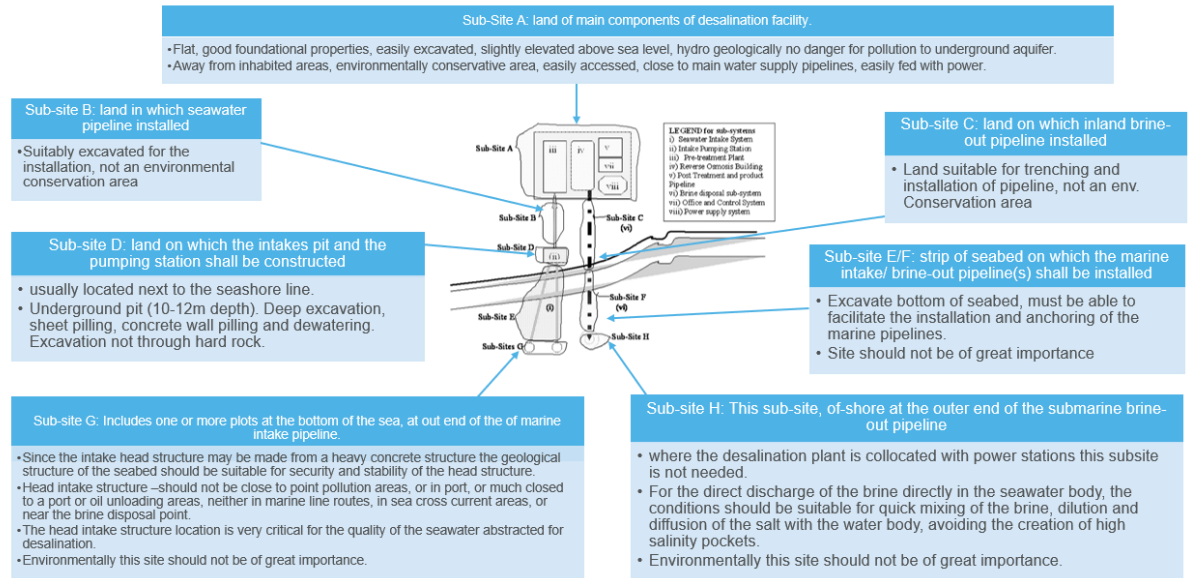 Sub-Site A: land of main components of desalination facility.
•Flat, good foundational properties, easily excavated, slightly elevated above sea level, hydro geologically no danger for pollution to underground aquifer.
•Away from inhabited areas, environmentally conservative area, easily accessed, close to main water supply pipelines, easily fed with power.
Sub-site B: land in which seawater
pipeline installed
•Suitably excavated for the
installation, not an environmental
conservation area
Sub-site C: land on which inland brine-
out pipeline installed
• Land suitable for trenching and
installation of pipeline, not an env.
Conservation area
Sub-Site A
iii
iv
v
vii
viii
LEGEND for sub-systems
i) Seawater Intake System
ii) Intake Pumping Station
iii) Pre-treatment Plant
iv) Reverse Osmosis Building
v) Post Treatment and product
Pipeline
vi) Brine disposal sub-system
vii) Office and Control System
viii) Power supply system
Sub-Site B
Sub-Site C
(vi)
Sub-Site D
(ii)
Sub-Site E
(i)
Sub-Site F
(vi)
Sub-Sites G
Sub-Site H
Sub-site D: land on which the intakes pit and the
pumping station shall be constructed
• usually located next to the seashore line.
• Underground pit (10-12m depth). Deep excavation,
sheet pilling, concrete wall pilling and dewatering.
Excavation not through hard rock.
Sub-site E/F: strip of seabed on which the marine
intake/ brine-out pipeline(s) shall be installed
• Excavate bottom of seabed, must be able to
facilitate the installation and anchoring of the
marine pipelines.
• Site should not be of great importance
Sub-site G: Includes one or more plots at the bottom of the sea, at out end of the of marine
intake pipeline.
•Since the intake head structure may be made from a heavy concrete structure the geological
structure of the seabed should be suitable for security and stability of the head structure.
•Head intake structure –should not be close to point pollution areas, or in port, or much closed
to a port or oil unloading areas, neither in marine line routes, in sea cross current areas, or
near the brine disposal point.
•The head intake structure location is very critical for the quality of the seawater abstracted for
desalination.
•Environmentally this site should not be of great importance.
Sub-site H: This sub-site, of-shore at the outer end of the submarine brine-
out pipeline
• where the desalination plant is collocated with power stations this subsite
is not needed.
• For the direct discharge of the brine directly in the seawater body, the
conditions should be suitable for quick mixing of the brine, dilution and
diffusion of the salt with the water body, avoiding the creation of high
salinity pockets.
• Environmentally this site should not be of great importance.